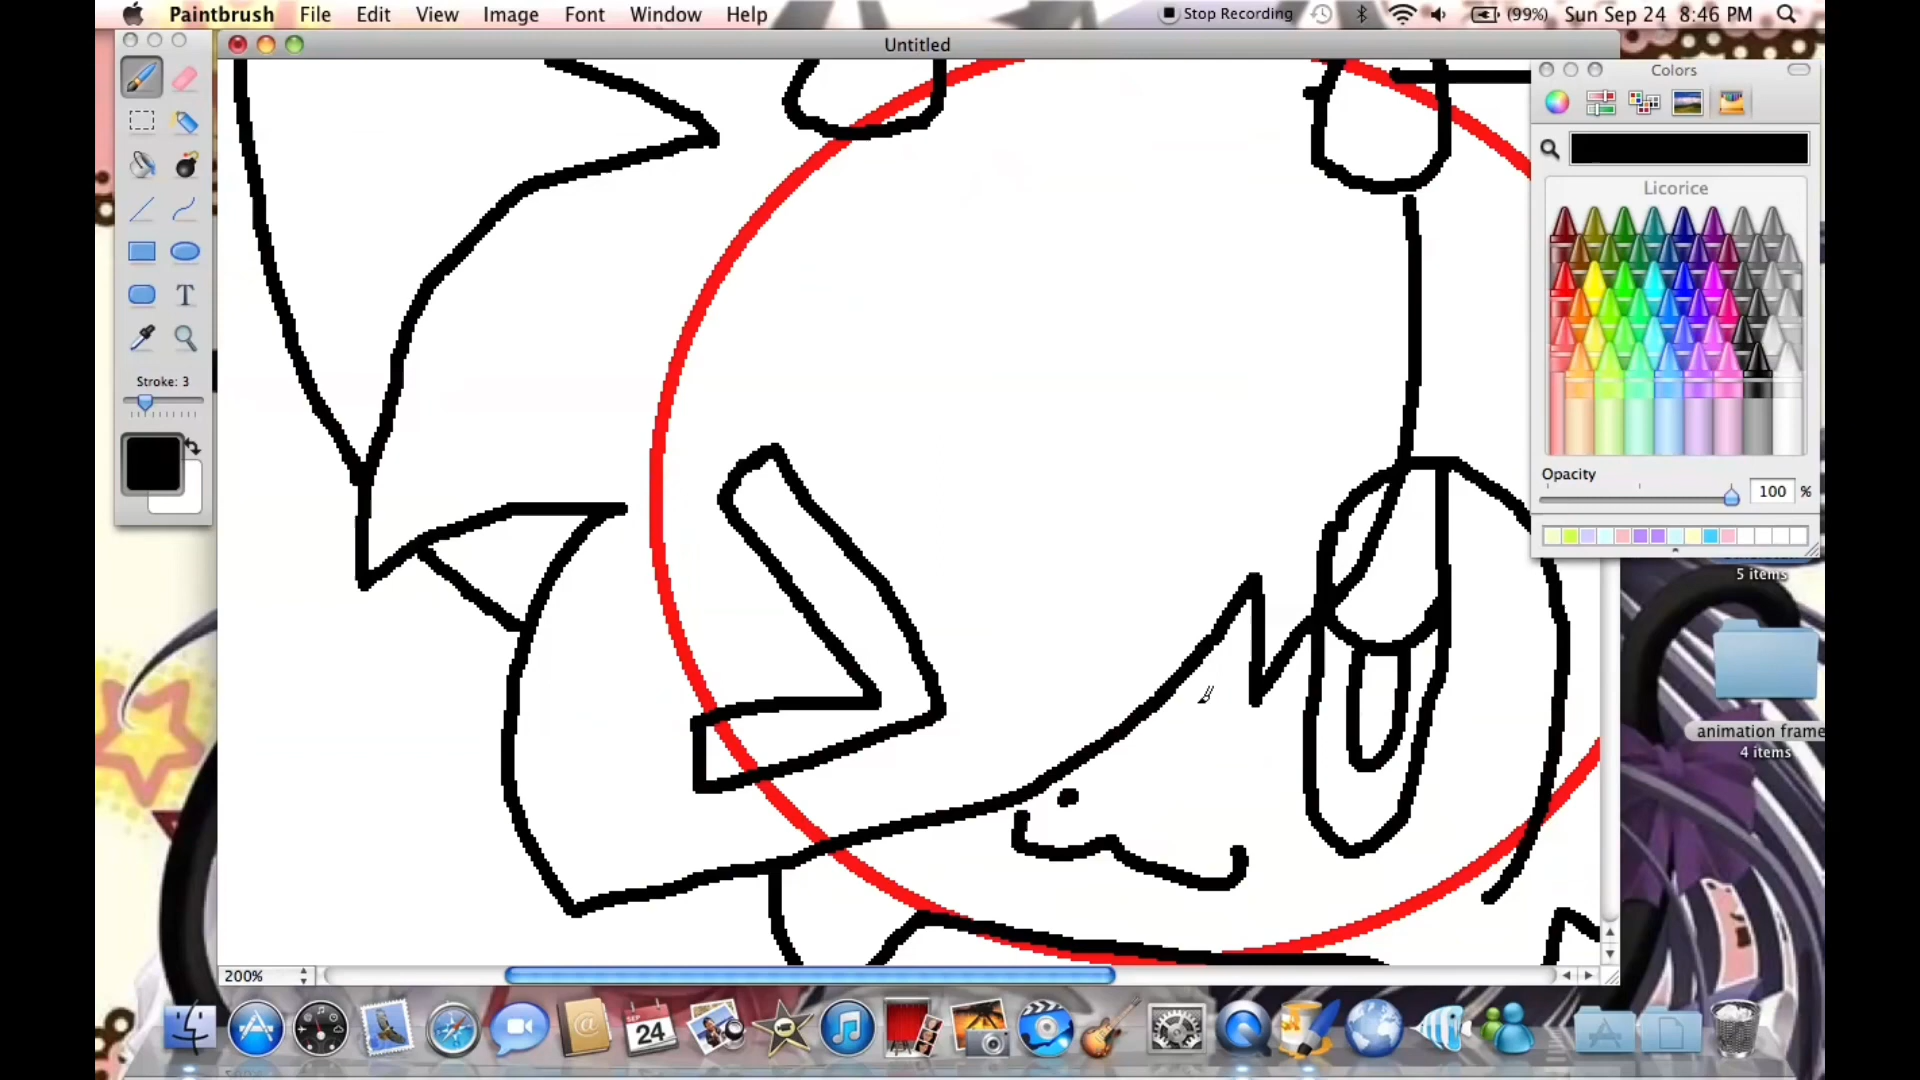 Paintbrush File Edit View Image Font Window Help Stop Recording (99%) Sun Sep 24 8:46 PM
Untitled
Colors
Licorice
Stroke: 3
Opacity
100 %
5 items
animation frame
4 items
200%
SEP
24